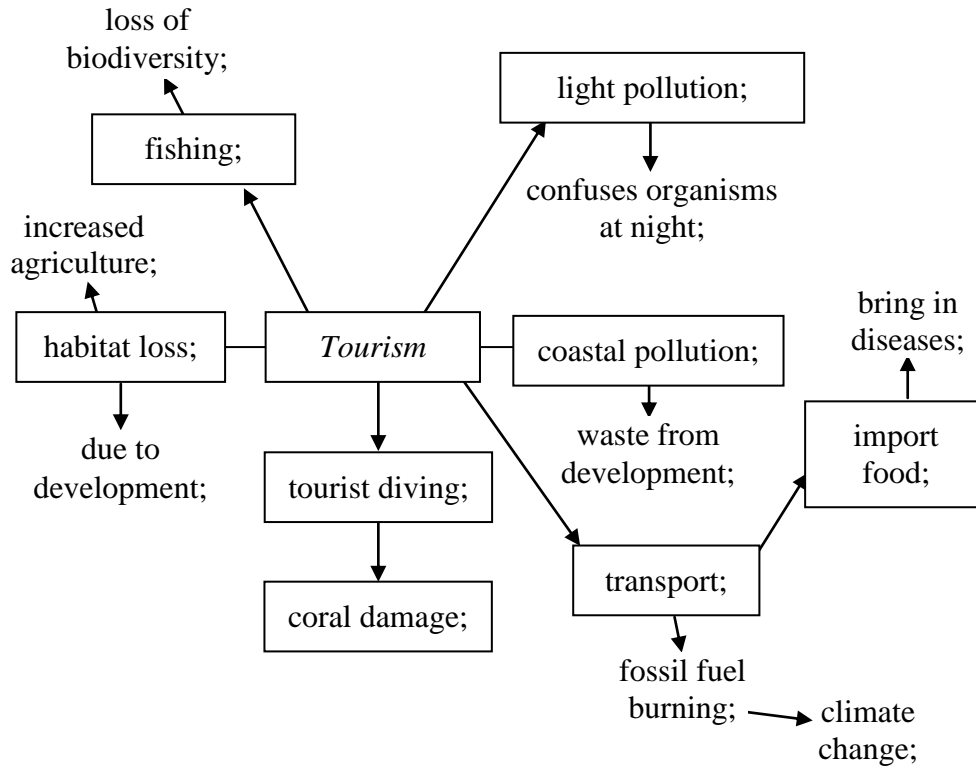 loss of
biodiversity;
light pollution;
fishing;
confuses organisms
at night;
increased
agriculture;
bring in
diseases;
habitat loss;
Tourism
coastal pollution;
due to
development;
waste from
development;
import
food;
tourist diving;
transport;
coral damage;
fossil fuel
burning;
climate
change;